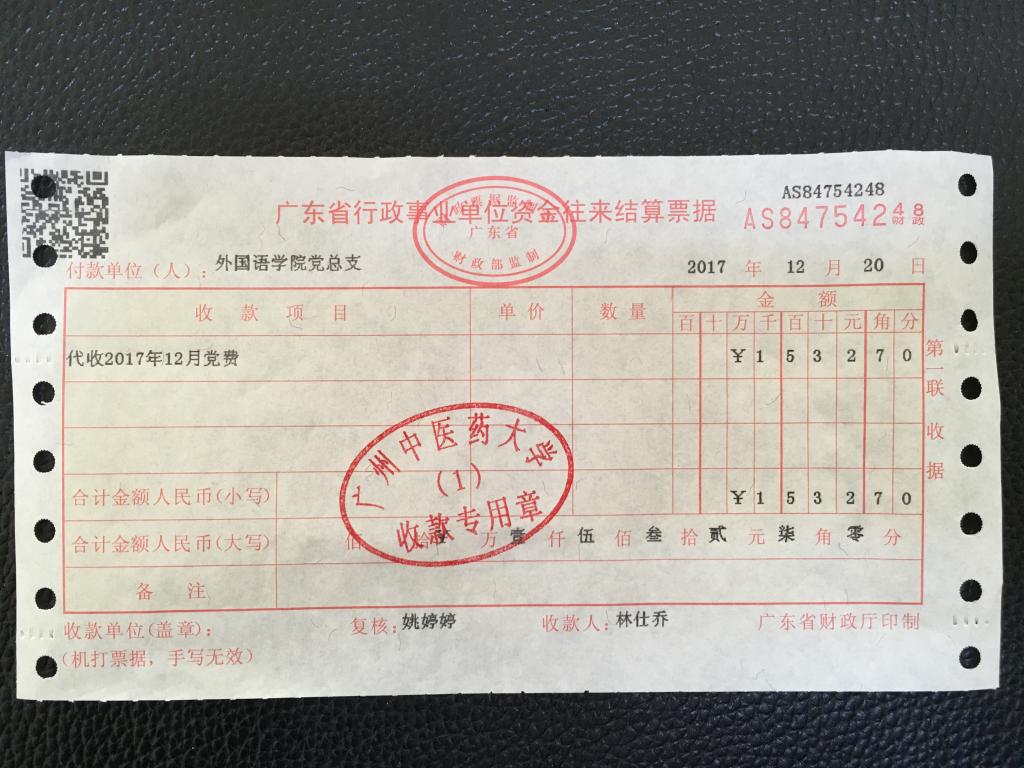 AS84754248
广东省行政事业单位资金往来结算票据
AS84754248
财政
广东省
财政部监制
付款单位（人）：外国语学院党总支
2017 年 12 月 20 日
收款项目 单价 数量 金额
百 十 万 千 百 十 元 角 分
代收2017年12月党费 ¥ 1 5 3 2 7 0
合计金额人民币(小写) ¥ 1 5 3 2 7 0
合计金额人民币(大写) 佰 拾 万 壹 仟 伍 佰 叁 拾 贰 元 柒 角 零 分
备注
第一联 收据
广州中医药大学
(1)
收款专用章
收款单位(盖章)： 复核：姚婷婷 收款人：林仕乔 广东省财政厅印制
（机打票据，手写无效）